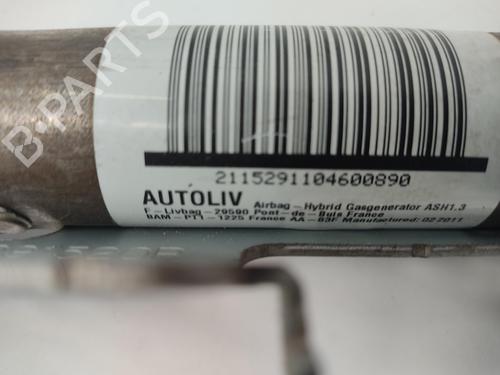 B-PARTS
2115291104600890
AUTOLIV
Airbag - Hybrid Gasgenerator ASH1.3
F - Livbag - 29590 Pont - de - Buis France
BAM - PT1 - 1225 France AA - 83F Manufactured: 02 2011